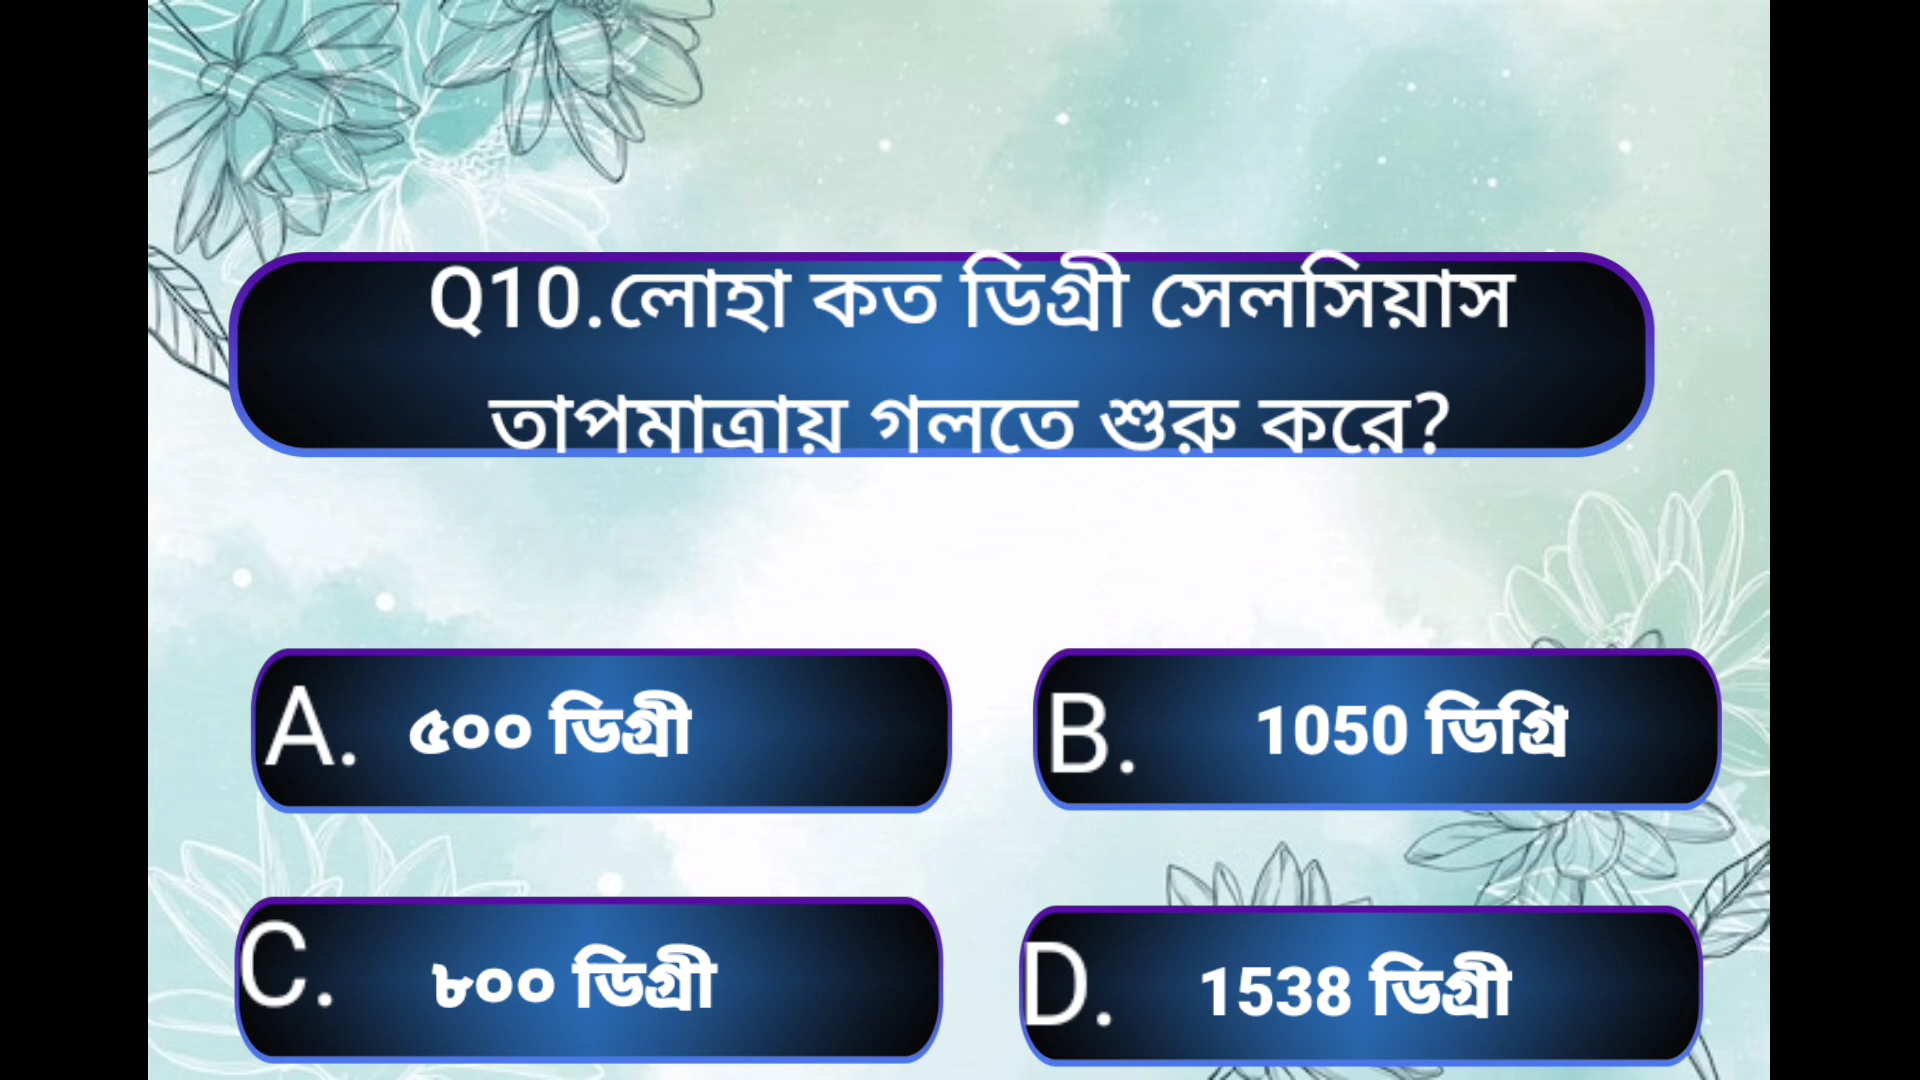 Q10.লোহা কত ডিগ্রী সেলসিয়াস
তাপমাত্রায় গলতে শুরু করে?
A. ৫০০ ডিগ্রী
B. 1050 ডিগ্রি
C. ৮০০ ডিগ্রী
D. 1538 ডিগ্রী